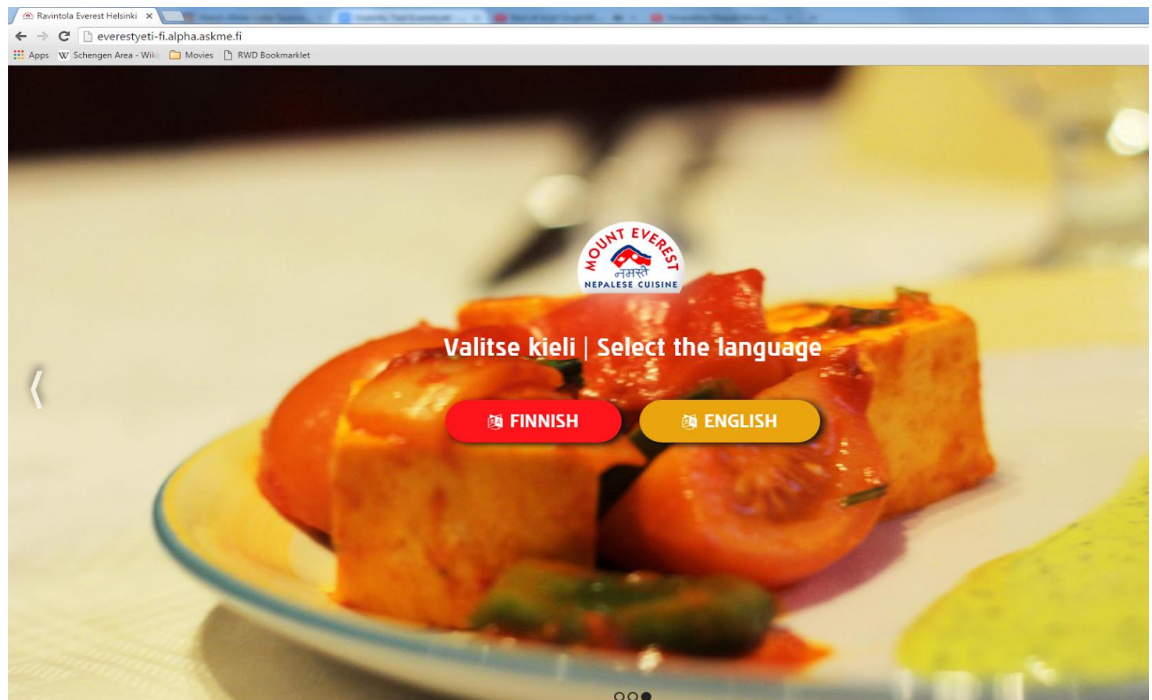 Ravintola Everest Helsinki
everestyeti-fi.alpha.askme.fi
Apps
Schengen Area - Wiki
Movies
RWD Bookmarklet
MOUNT EVEREST
नमस्ते
NEPALESE CUISINE
Valitse kieli | Select the language
FINNISH
ENGLISH